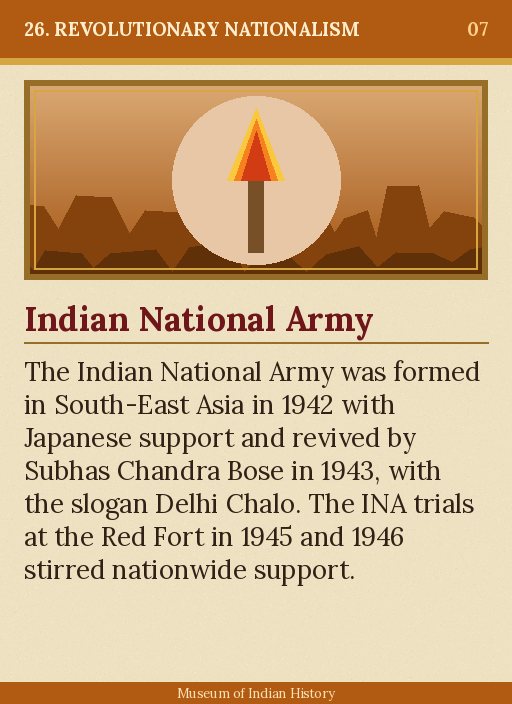 26. REVOLUTIONARY NATIONALISM 07
Indian National Army
The Indian National Army was formed
in South-East Asia in 1942 with
Japanese support and revived by
Subhas Chandra Bose in 1943, with
the slogan Delhi Chalo. The INA trials
at the Red Fort in 1945 and 1946
stirred nationwide support.
Museum of Indian History